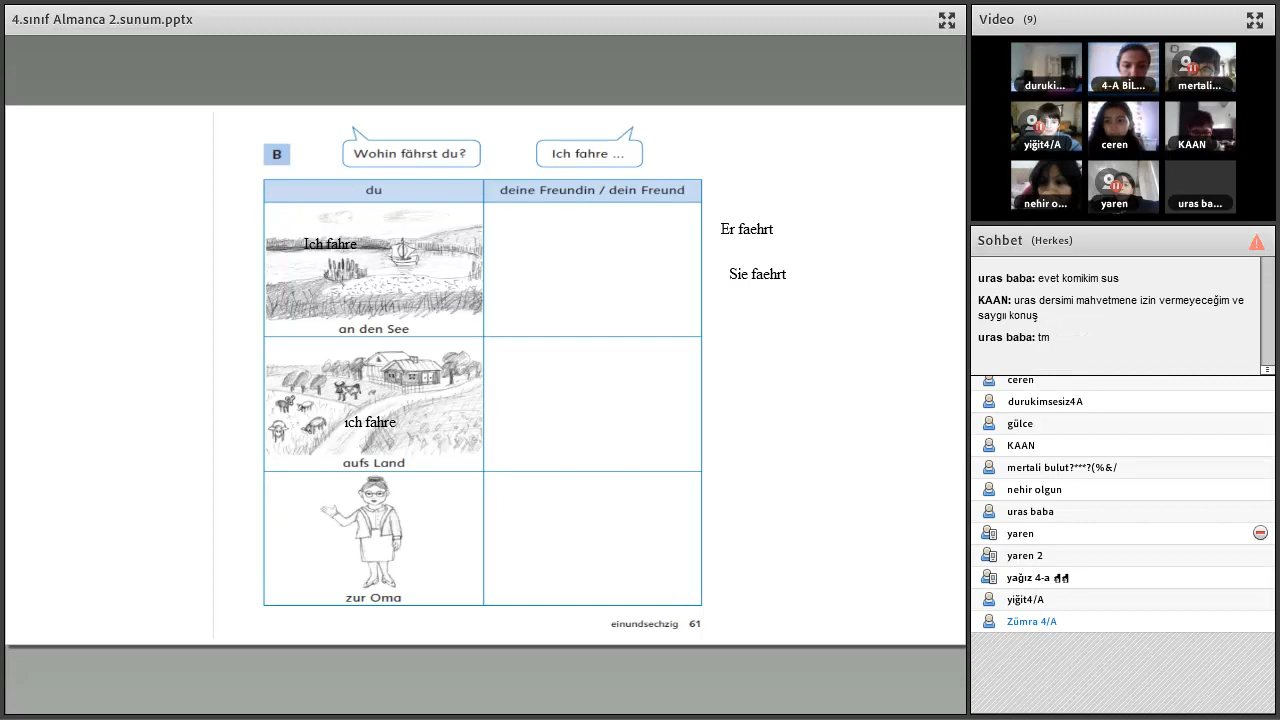 4.sınıf Almanca 2.sunum.pptx
B
Wohin fährst du?
Ich fahre ...
du
deine Freundin / dein Freund
Ich fahre
an den See
Er faehrt
Sie faehrt
ich fahre
aufs Land
zur Oma
einundsechzig 61
Video (9)
duruki...
4-A BİL...
mertali...
yiğit4/A
ceren
KAAN
nehir o...
yaren
uras ba...
Sohbet (Herkes)
uras baba: evet komikim sus
KAAN: uras dersimi mahvetmene izin vermeyeceğim ve
saygıı konuş
uras baba: tm
ceren
durukimsesiz4A
gülce
KAAN
mertali bulut?***?(%&/
nehir olgun
uras baba
yaren
yaren 2
yağız 4-a
yiğit4/A
Zümra 4/A